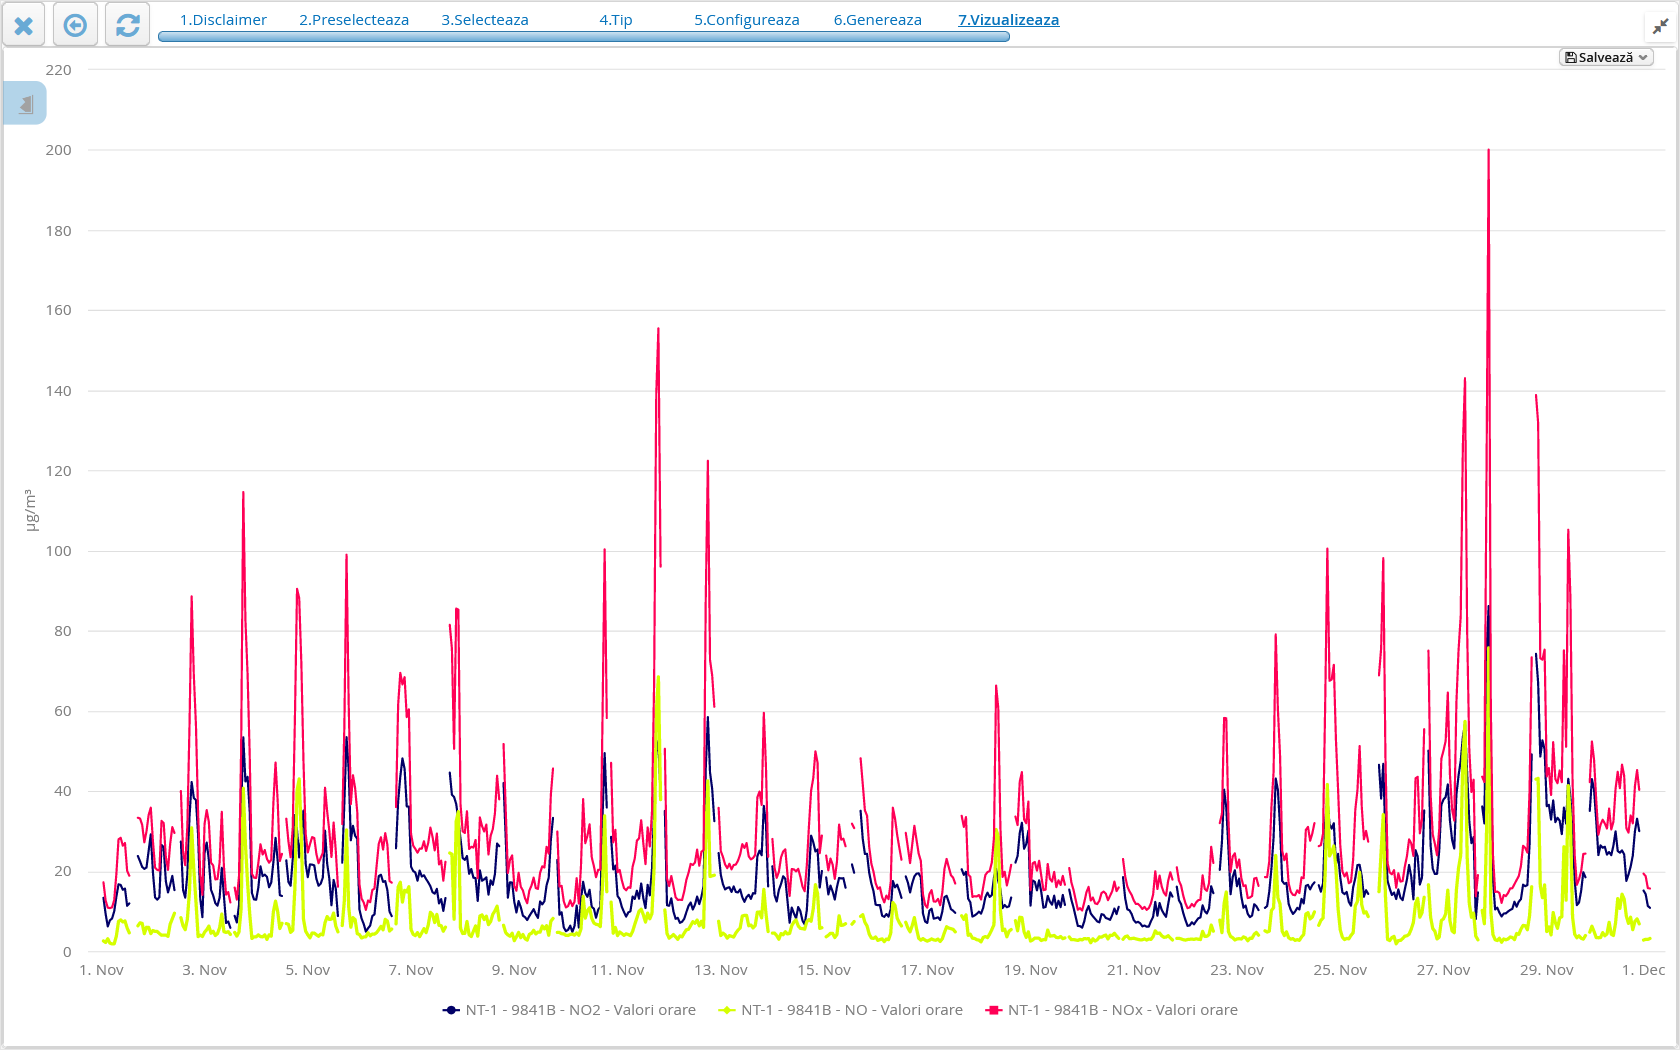 1.Disclaimer 2.Preselecteaza 3.Selecteaza 4.Tip 5.Configureaza 6.Genereaza 7.Vizualizeaza
Salvează
220
200
180
160
140
120
100
80
60
40
20
0
µg/m³
1. Nov 3. Nov 5. Nov 7. Nov 9. Nov 11. Nov 13. Nov 15. Nov 17. Nov 19. Nov 21. Nov 23. Nov 25. Nov 27. Nov 29. Nov 1. Dec
NT-1 - 9841B - NO2 - Valori orare NT-1 - 9841B - NO - Valori orare NT-1 - 9841B - NOx - Valori orare